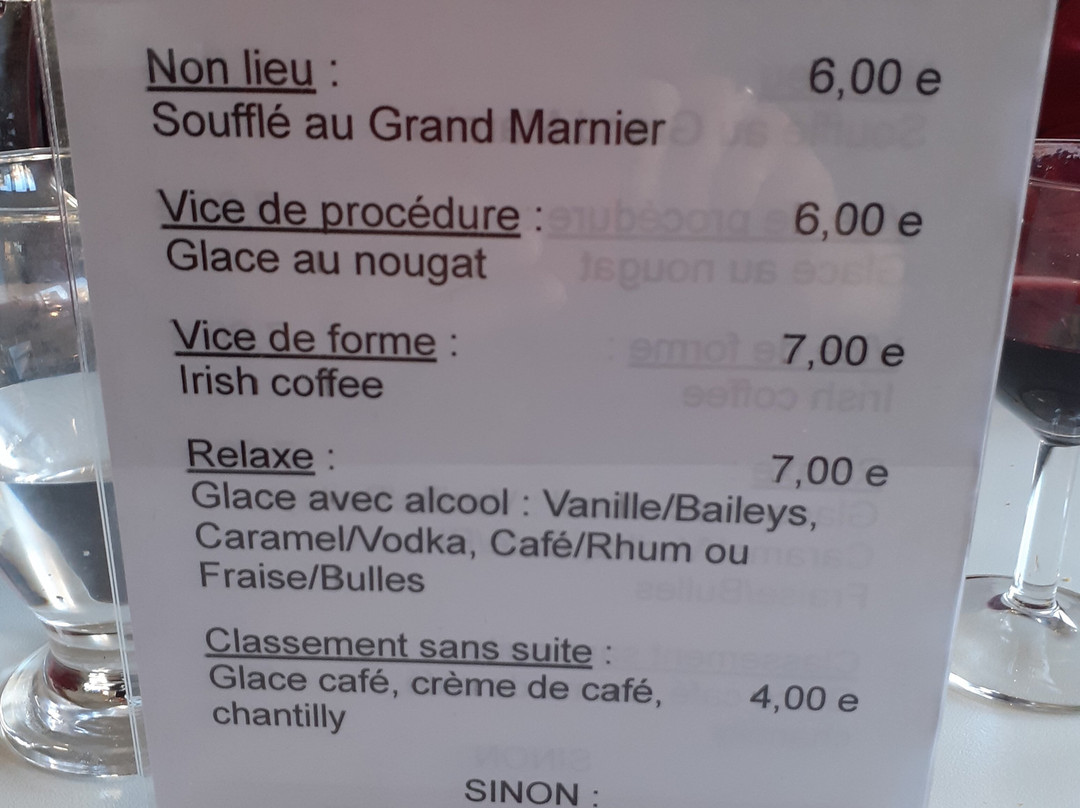 Non lieu : 6,00 e
Soufflé au Grand Marnier
Vice de procédure : 6,00 e
Glace au nougat
Vice de forme : 7,00 e
Irish coffee
Relaxe : 7,00 e
Glace avec alcool : Vanille/Baileys,
Caramel/Vodka, Café/Rhum ou
Fraise/Bulles
Classement sans suite :
Glace café, crème de café, 4,00 e
chantilly
SINON :